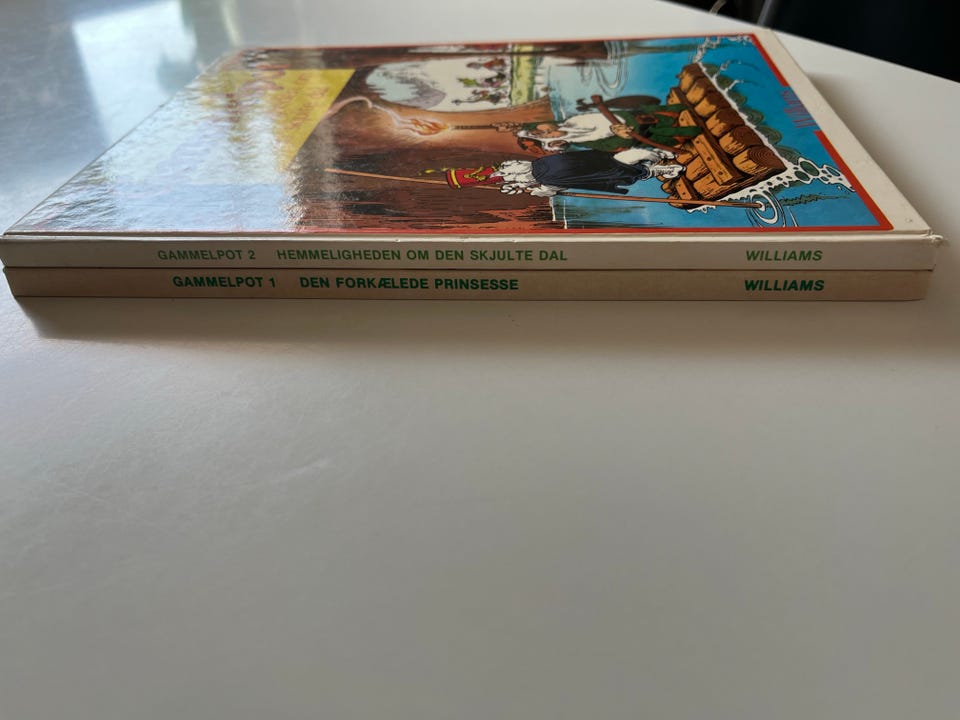 GAMMELPOT 2 HEMMELIGHEDEN OM DEN SKJULTE DAL WILLIAMS
GAMMELPOT 1 DEN FORKÆLEDE PRINSESSE WILLIAMS